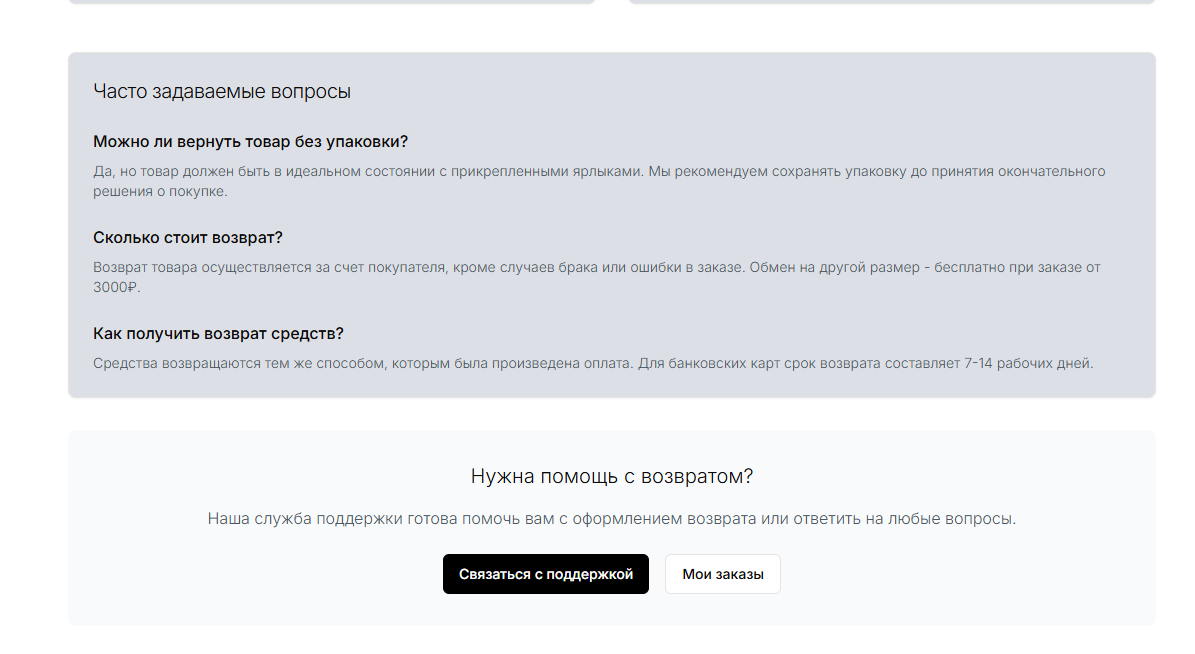 Часто задаваемые вопросы
Можно ли вернуть товар без упаковки?
Да, но товар должен быть в идеальном состоянии с прикрепленными ярлыками. Мы рекомендуем сохранять упаковку до принятия окончательного
решения о покупке.
Сколько стоит возврат?
Возврат товара осуществляется за счет покупателя, кроме случаев брака или ошибки в заказе. Обмен на другой размер - бесплатно при заказе от
3000₽.
Как получить возврат средств?
Средства возвращаются тем же способом, которым была произведена оплата. Для банковских карт срок возврата составляет 7-14 рабочих дней.
Нужна помощь с возвратом?
Наша служба поддержки готова помочь вам с оформлением возврата или ответить на любые вопросы.
Связаться с поддержкой
Мои заказы